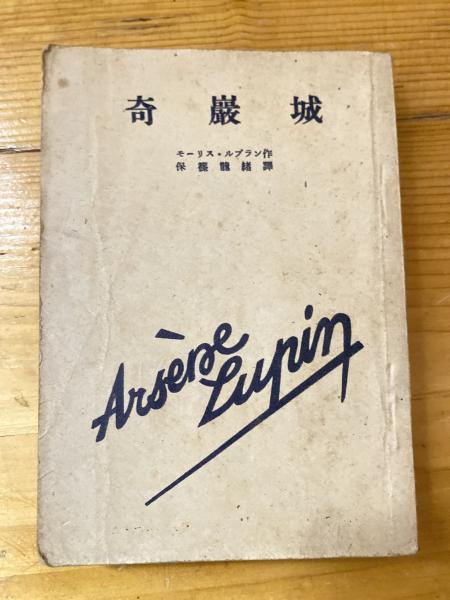 奇巖城
モーリス・ルブラン作
保篠龍緒譯
Arsène
Lupin